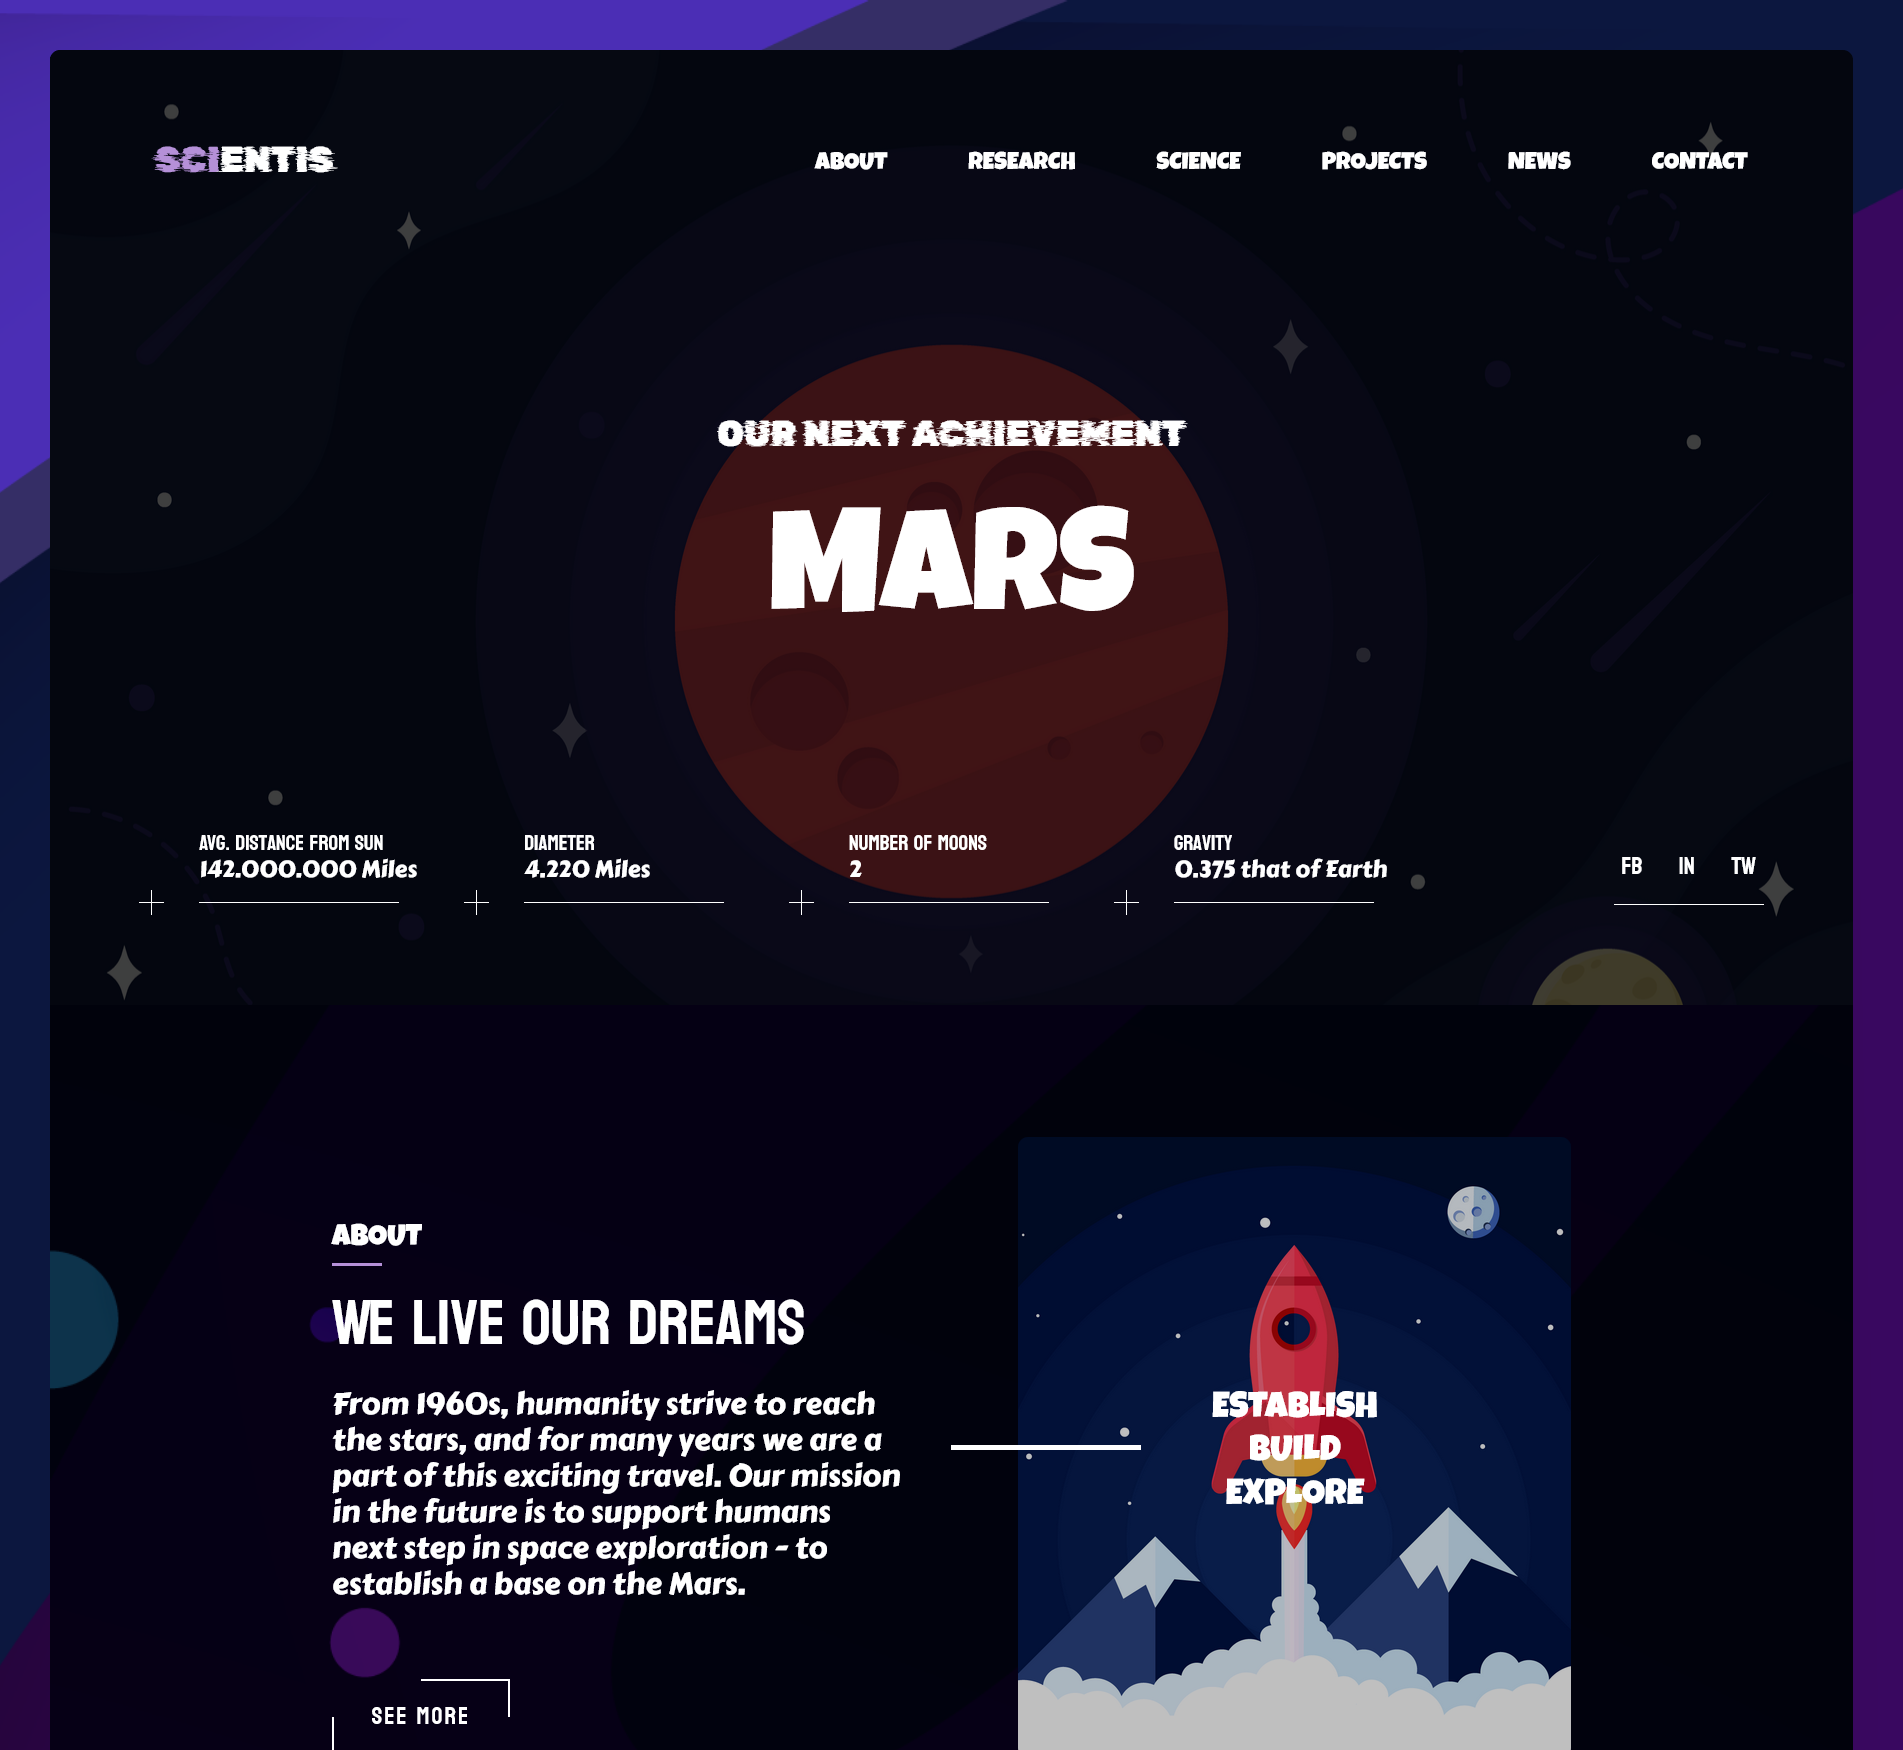 SCIENTIS
ABOUT
RESEARCH
SCIENCE
PROJECTS
NEWS
CONTACT
OUR NEXT ACHIEVEMENT
MARS
AVG. DISTANCE FROM SUN
142.000.000 Miles
DIAMETER
4.220 Miles
NUMBER OF MOONS
2
GRAVITY
0.375 that of Earth
FB
IN
TW
ABOUT
WE LIVE OUR DREAMS
From 1960s, humanity strive to reach
the stars, and for many years we are a
part of this exciting travel. Our mission
in the future is to support humans
next step in space exploration - to
establish a base on the Mars.
SEE MORE
ESTABLISH
BUILD
EXPLORE